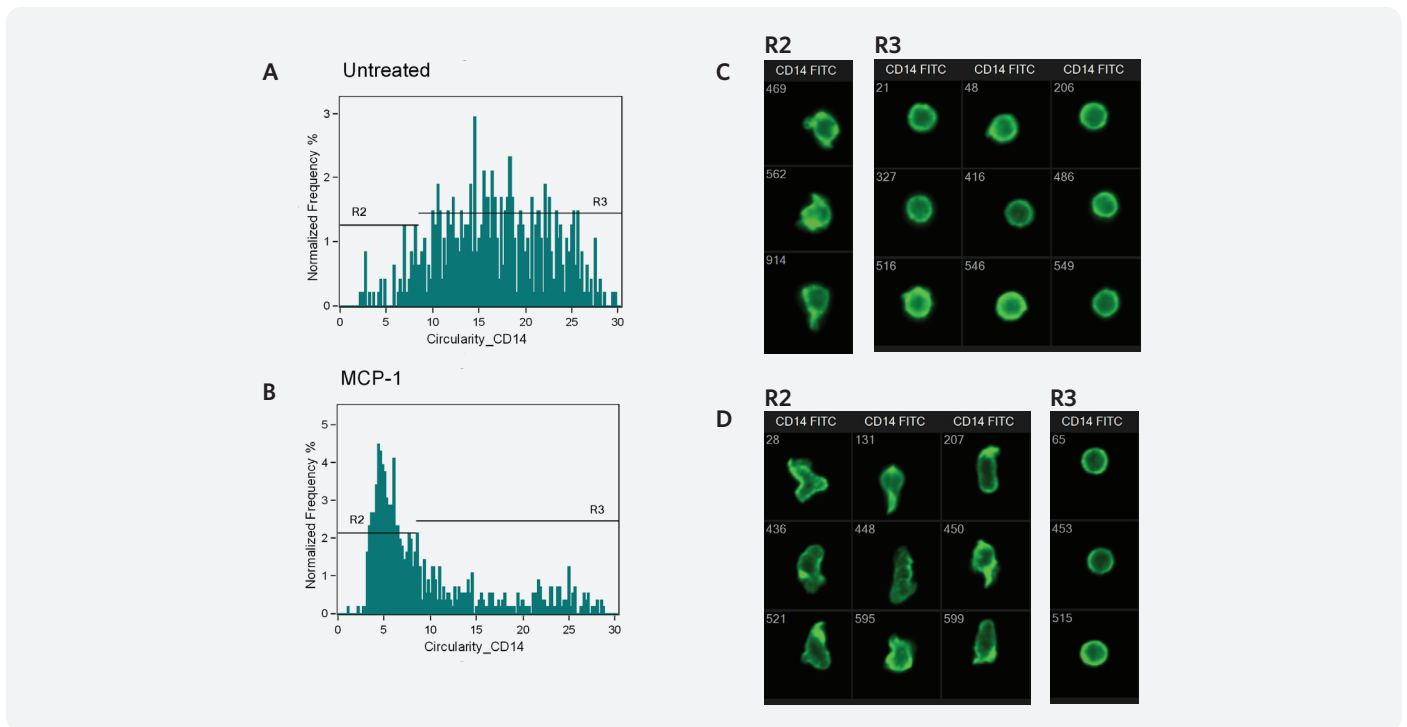 A
Untreated
Normalized Frequency %
3
2
1
0
R2
R3
0 5 10 15 20 25 30
Circularity_CD14
B
MCP-1
Normalized Frequency %
5
4
3
2
1
0
R2
R3
0 5 10 15 20 25 30
Circularity_CD14
C
R2
CD14 FITC
469
562
914
R3
CD14 FITC CD14 FITC CD14 FITC
21 48 206
327 416 486
516 546 549
D
R2
CD14 FITC CD14 FITC CD14 FITC
28 131 207
436 448 450
521 595 599
R3
CD14 FITC
65
453
515